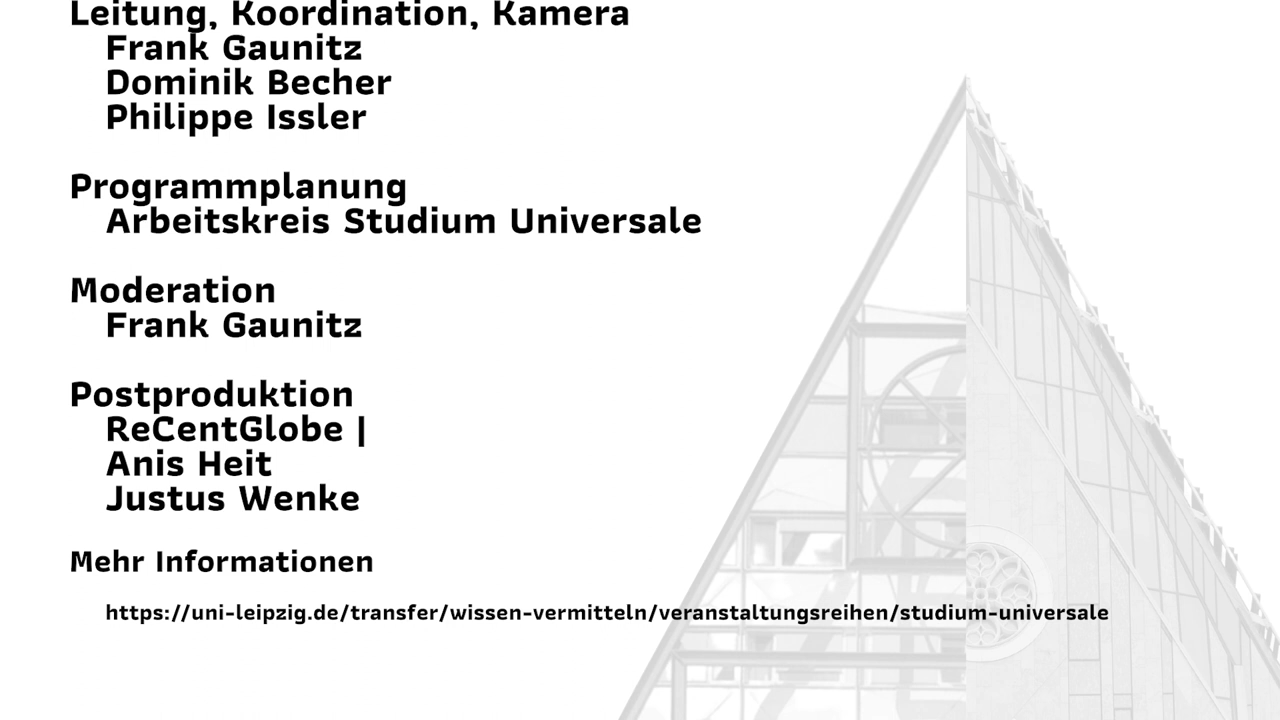 Leitung, Koordination, Kamera
Frank Gaunitz
Dominik Becher
Philippe Issler
Programmplanung
Arbeitskreis Studium Universale
Moderation
Frank Gaunitz
Postproduktion
ReCentGlobe |
Anis Heit
Justus Wenke
Mehr Informationen
https://uni-leipzig.de/transfer/wissen-vermitteln/veranstaltungsreihen/studium-universale